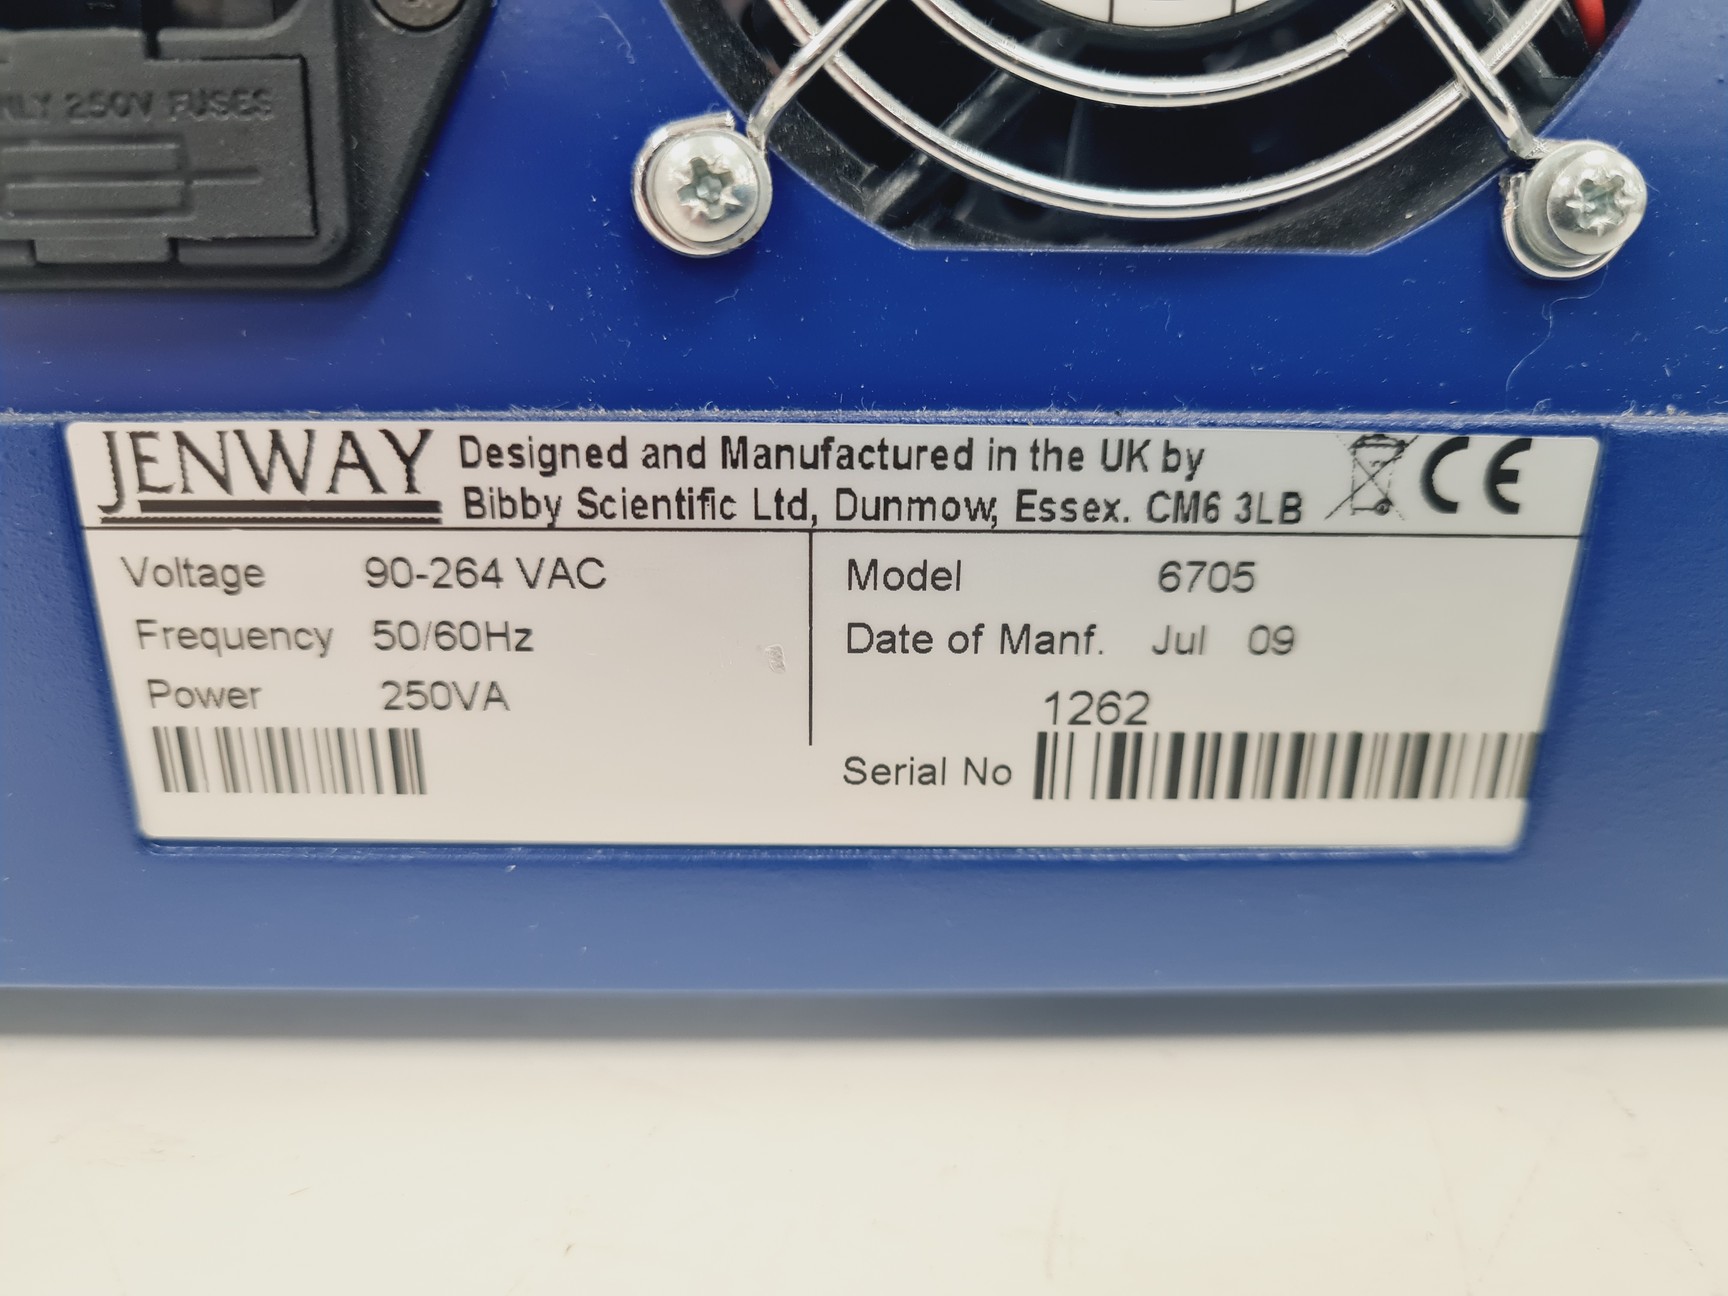 250V FUSES
JENWAY
Designed and Manufactured in the UK by
Bibby Scientific Ltd, Dunmow, Essex. CM6 3LB
CE
Voltage 90-264 VAC
Frequency 50/60Hz
Power 250VA
Model 6705
Date of Manf. Jul 09
1262
Serial No